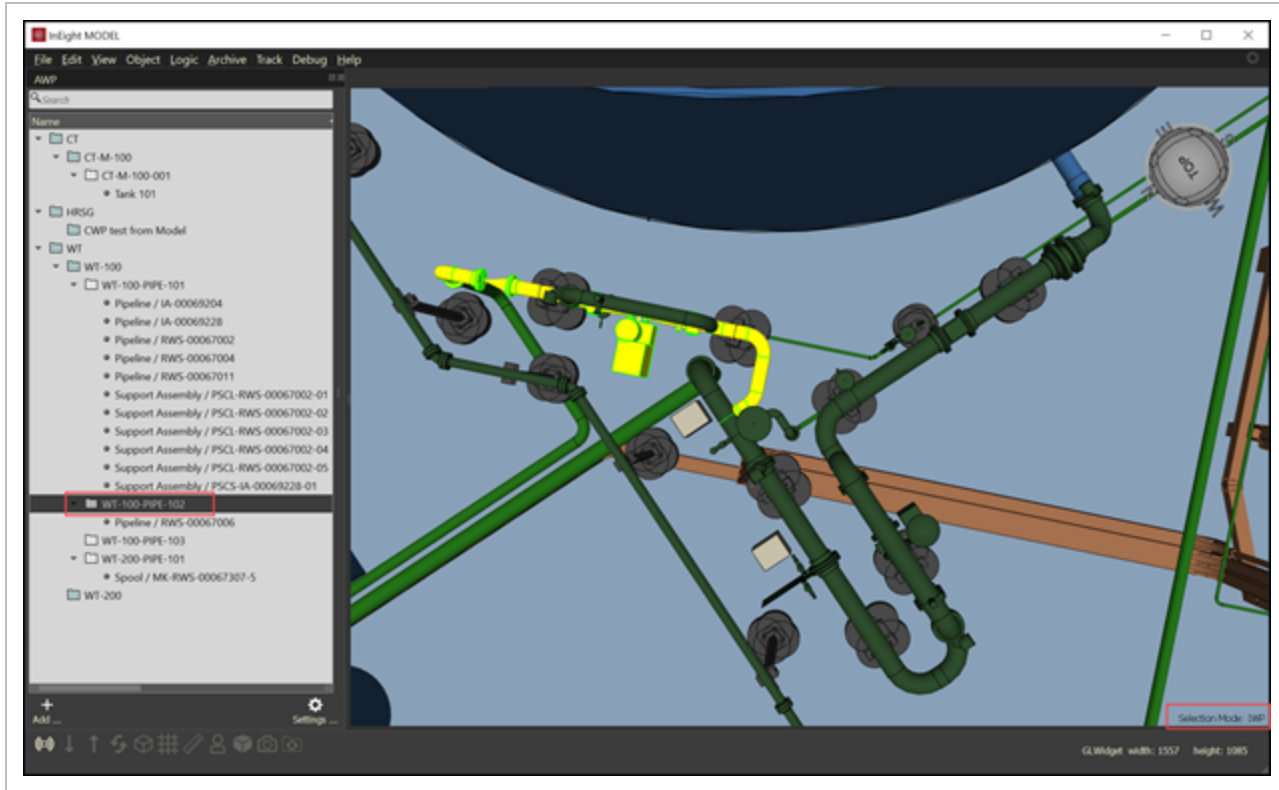 InEight MODEL
File Edit View Object Logic Archive Track Debug Help
AWP
Search
Name
CT
CT-M-100
CT-M-100-001
Tank 101
HRSG
CWP test from Model
WT
WT-100
WT-100-PIPE-101
Pipeline / IA-00069204
Pipeline / IA-00069228
Pipeline / RWS-00067002
Pipeline / RWS-00067004
Pipeline / RWS-00067011
Support Assembly / PSCL-RWS-00067002-01
Support Assembly / PSCL-RWS-00067002-02
Support Assembly / PSCL-RWS-00067002-03
Support Assembly / PSCL-RWS-00067002-04
Support Assembly / PSCL-RWS-00067002-05
Support Assembly / PSCS-IA-00069228-01
WT-100-PIPE-102
Pipeline / RWS-00067006
WT-100-PIPE-103
WT-200-PIPE-101
Spool / MK-RWS-00067307-5
WT-200
TOP
W
Selection Mode: IWP
Add ...
Settings ...
GLWidget width: 1557 height: 1085